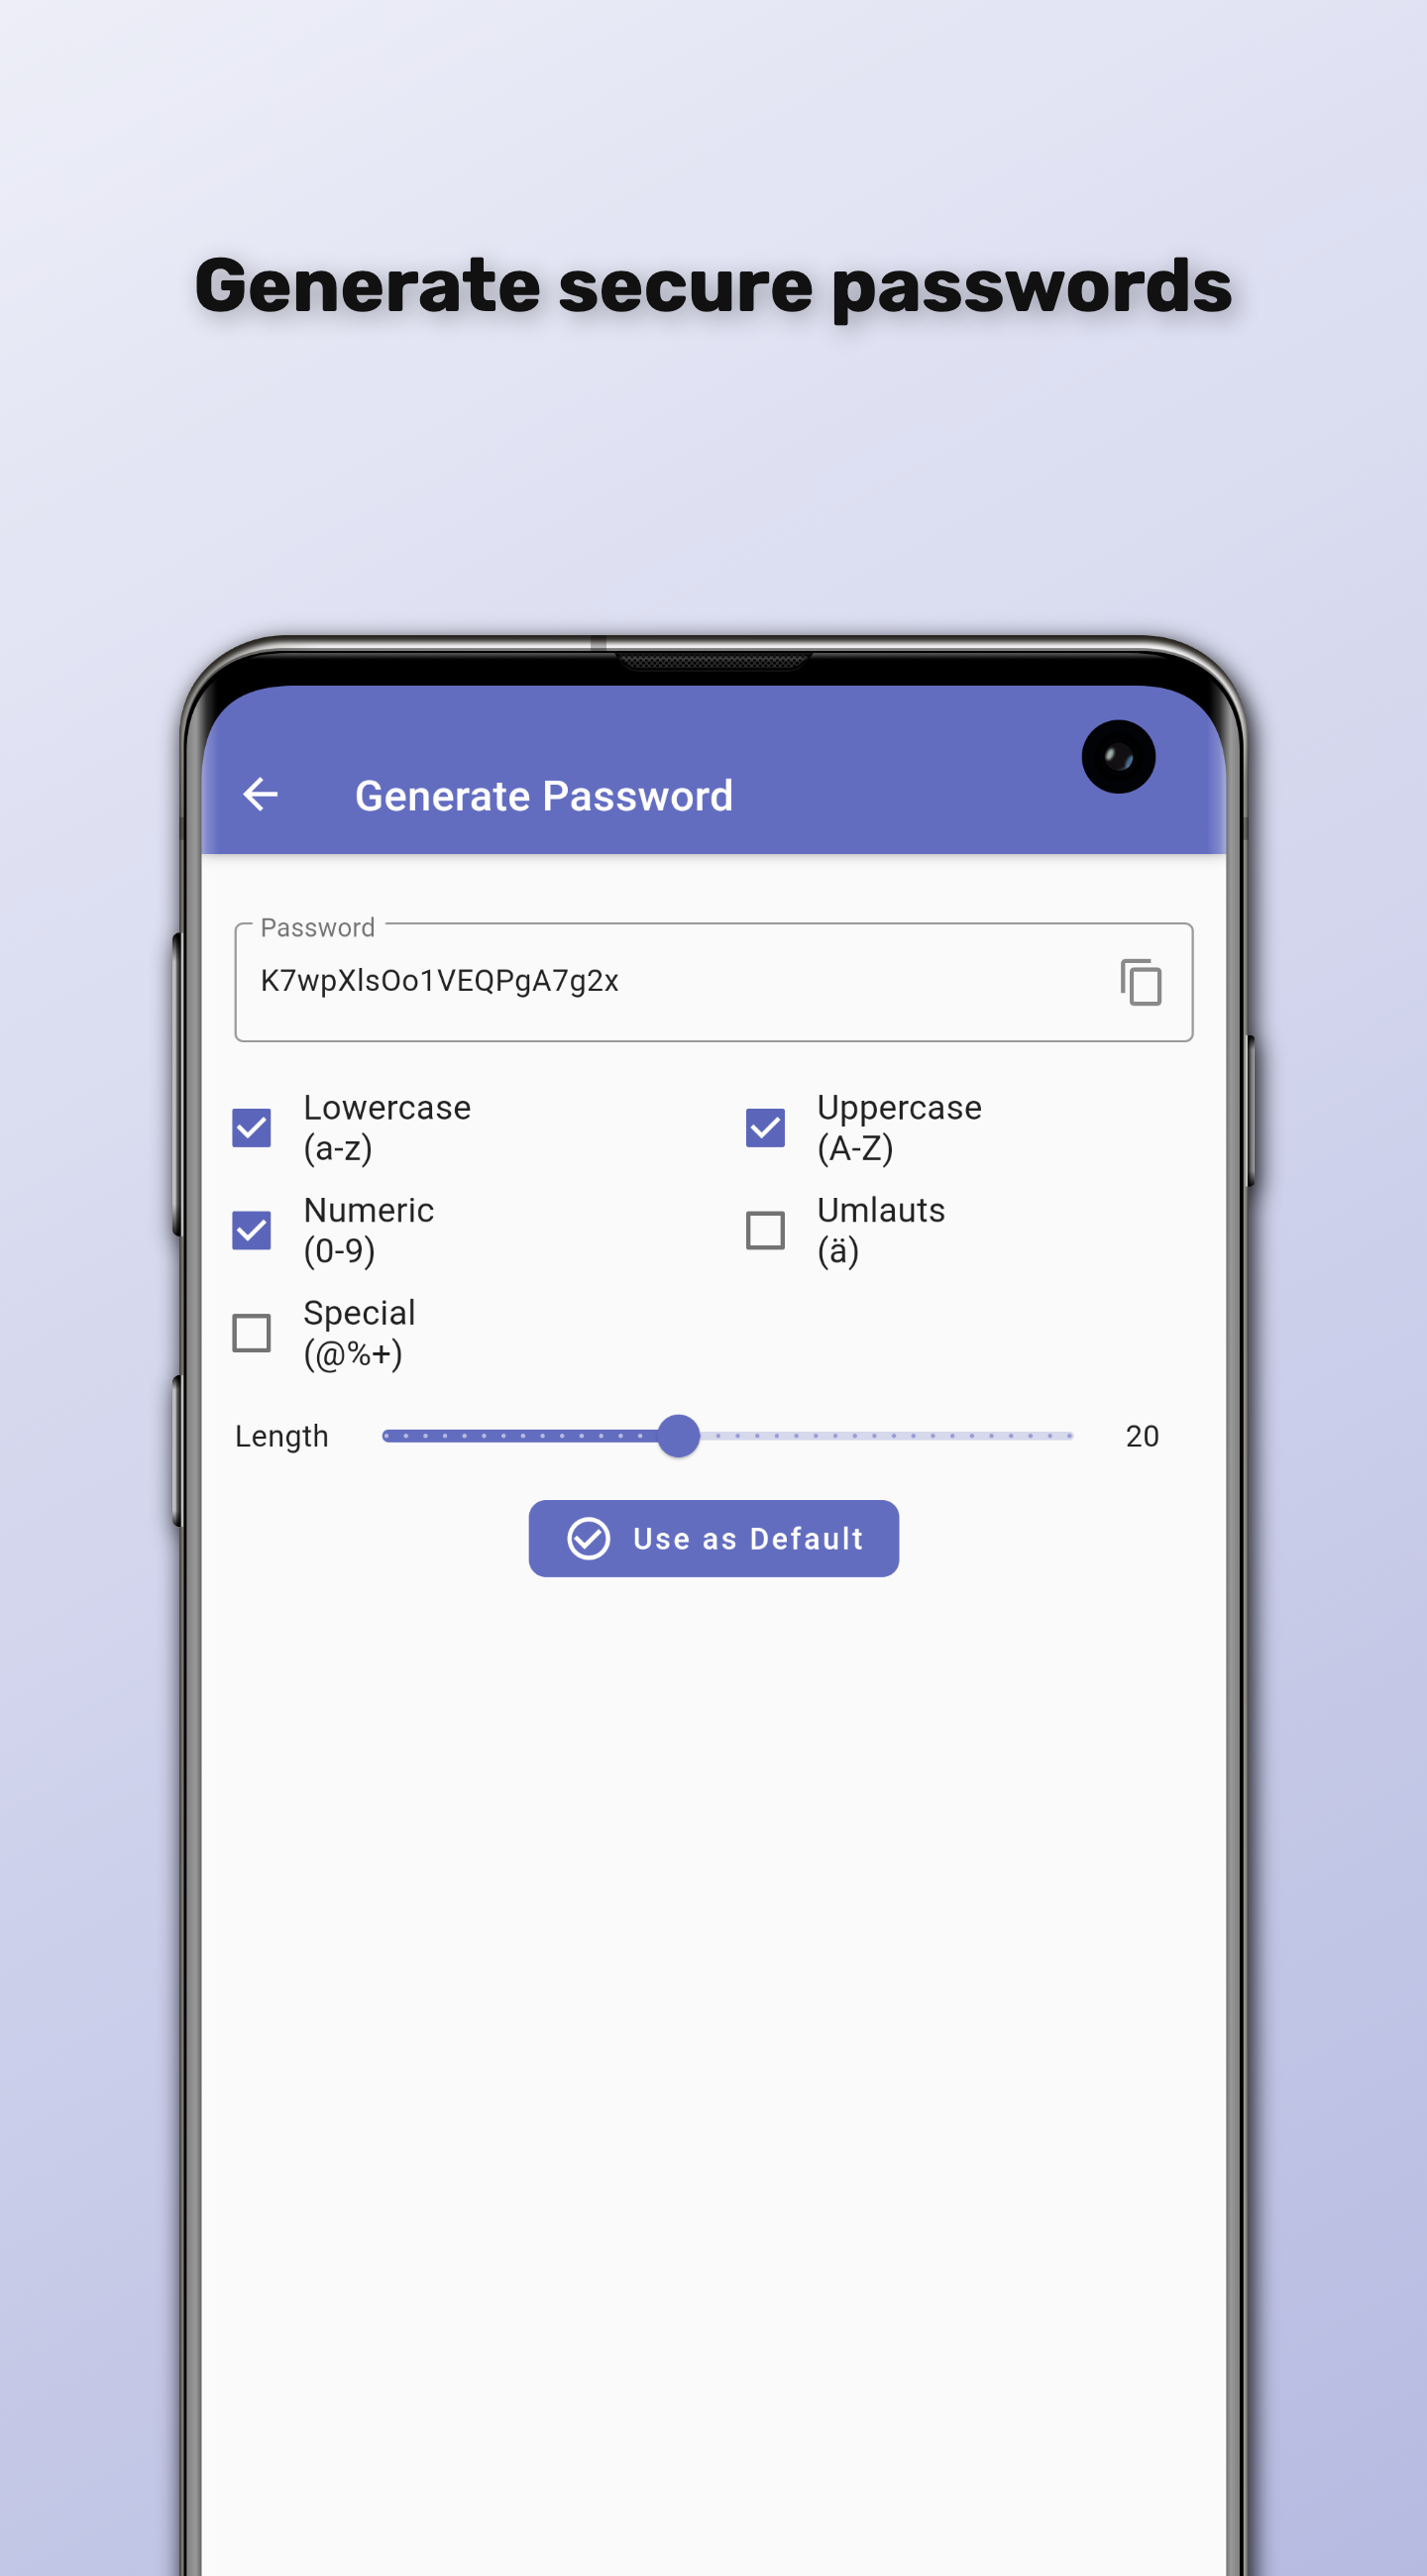 Generate secure passwords
Generate Password
Password
K7wpXlsOo1VEQPgA7g2x
Lowercase
(a-z)
Uppercase
(A-Z)
Numeric
(0-9)
Umlauts
(ä)
Special
(@%+)
Length 20
Use as Default